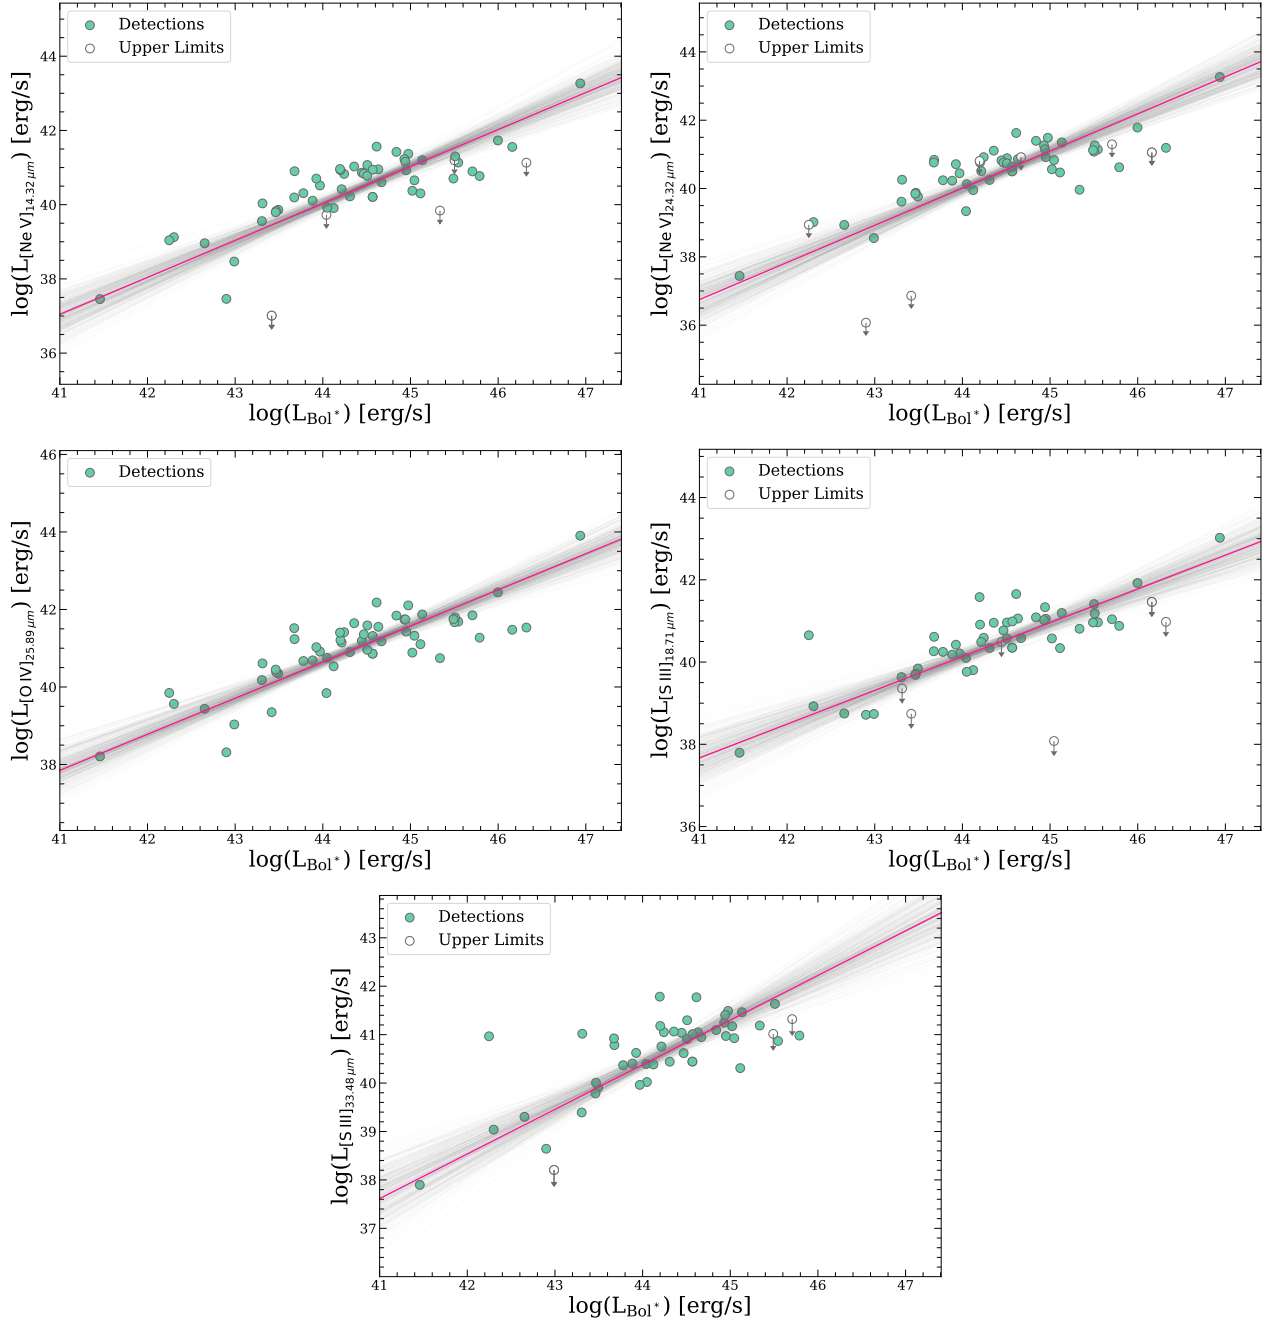 Detections
Upper Limits
44
42
40
38
36
log(L[Ne V]14.32 μm) [erg/s]
41 42 43 44 45 46 47
log(LBol*) [erg/s]
Detections
Upper Limits
44
42
40
38
36
log(L[Ne V]24.32 μm) [erg/s]
41 42 43 44 45 46 47
log(LBol*) [erg/s]
Detections
46
44
42
40
38
log(L[O IV]25.89 μm) [erg/s]
41 42 43 44 45 46 47
log(LBol*) [erg/s]
Detections
Upper Limits
44
42
40
38
36
log(L[S III]18.71 μm) [erg/s]
41 42 43 44 45 46 47
log(LBol*) [erg/s]
Detections
Upper Limits
43
42
41
40
39
38
37
log(L[S III]33.48 μm) [erg/s]
41 42 43 44 45 46 47
log(LBol*) [erg/s]